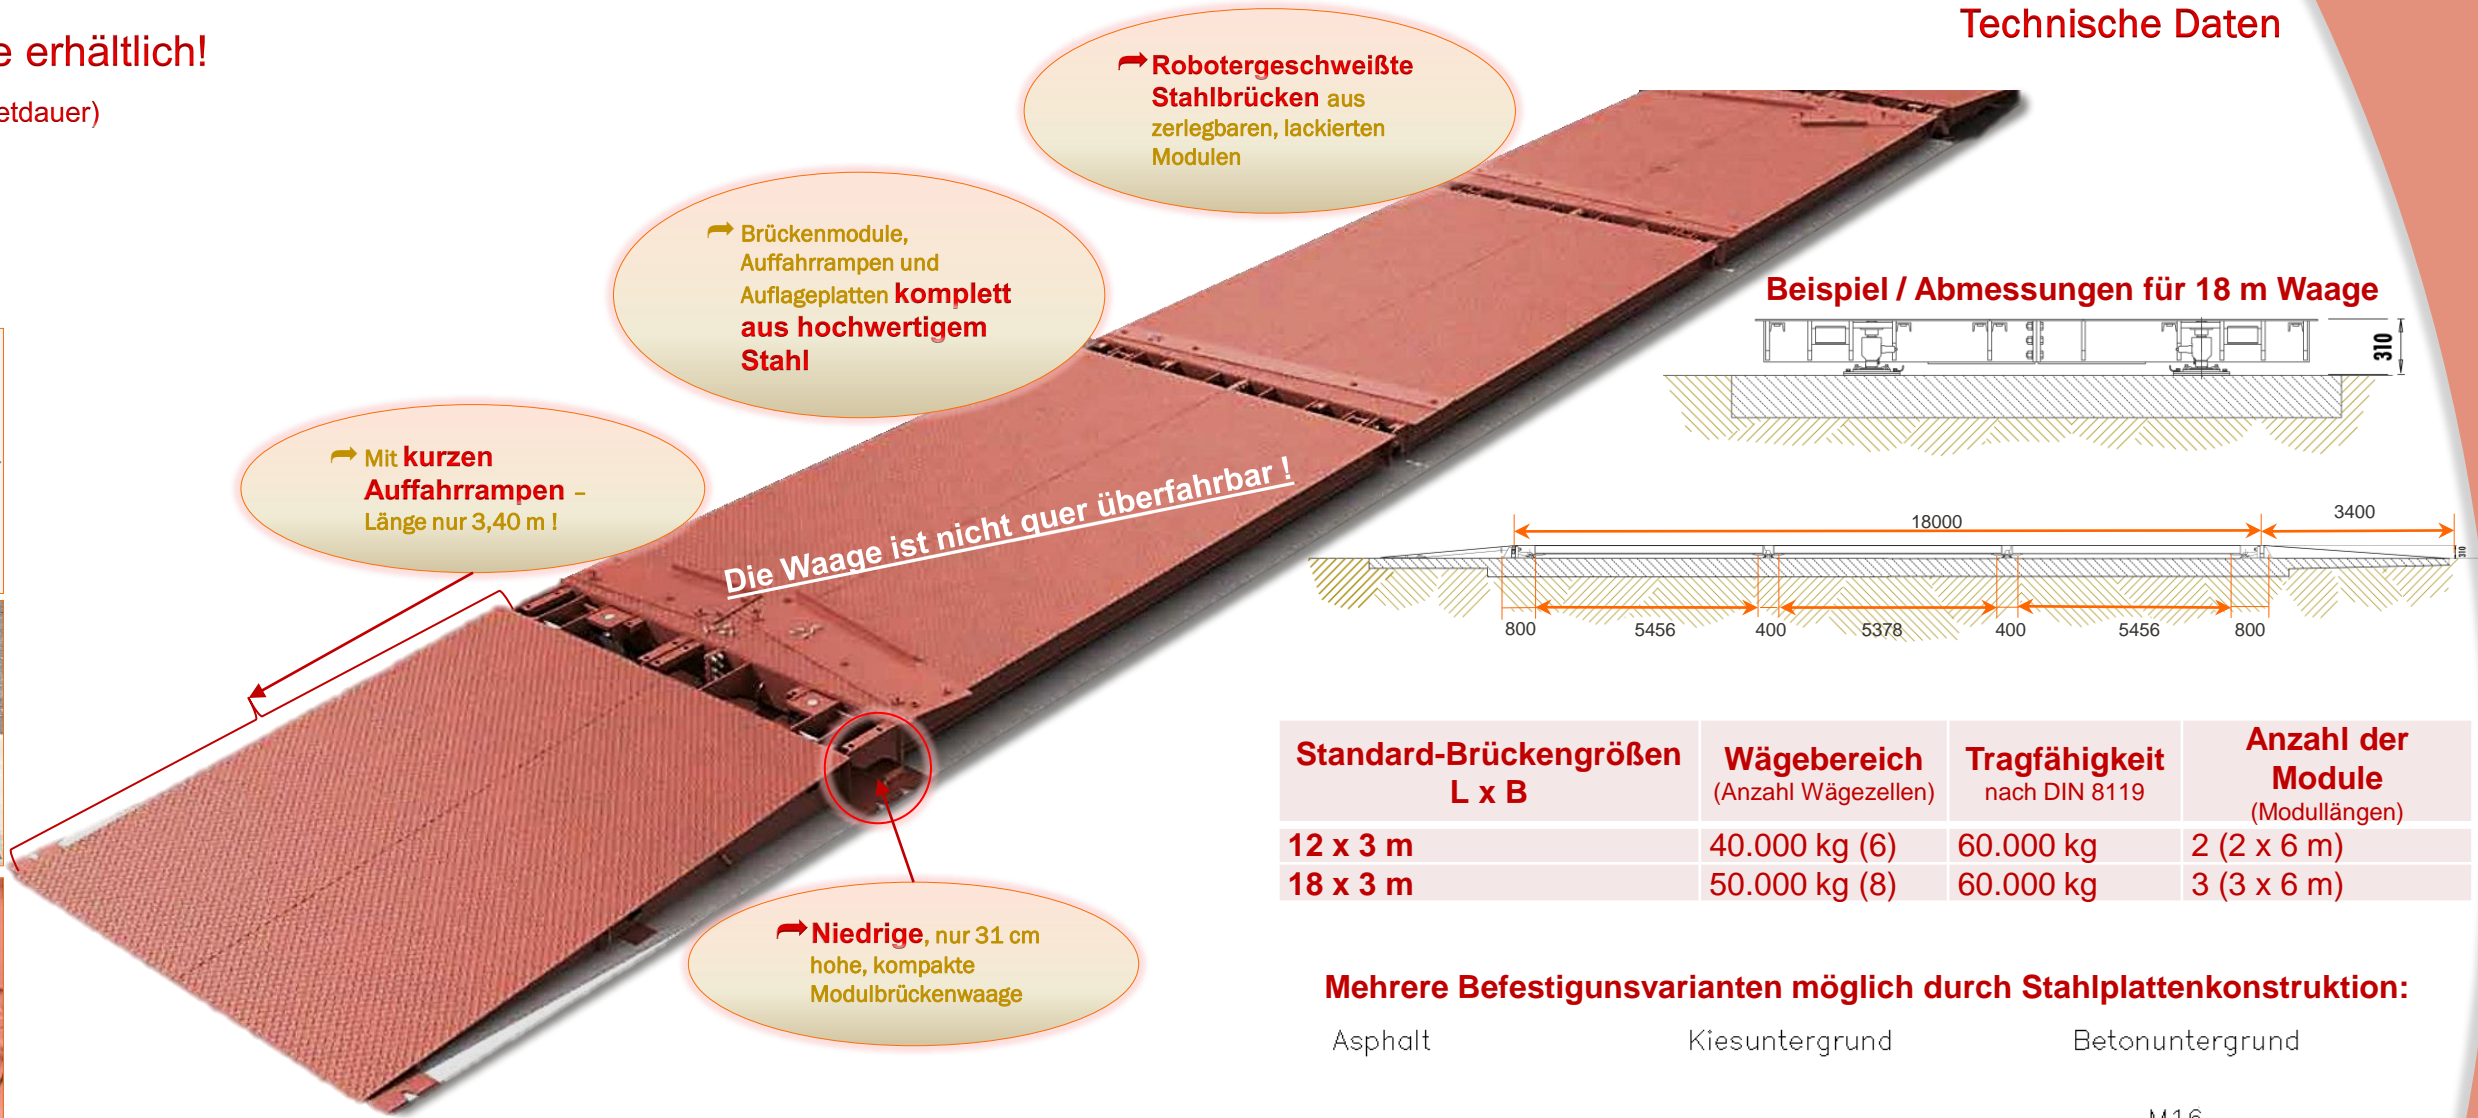 e erhältlich!
etdauer)
Technische Daten
Robotergeschweißte
Stahlbrücken aus
zerlegbaren, lackierten
Modulen
Brückenmodule,
Auffahrrampen und
Auflageplatten komplett
aus hochwertigem
Stahl
Mit kurzen
Auffahrrampen –
Länge nur 3,40 m !
Die Waage ist nicht quer überfahrbar !
Niedrige, nur 31 cm
hohe, kompakte
Modulbrückenwaage
Beispiel / Abmessungen für 18 m Waage
310
18000
3400
310
800
5456
400
5378
400
5456
800
Standard-Brückengrößen
L x B
Wägebereich
(Anzahl Wägezellen)
Tragfähigkeit
nach DIN 8119
Anzahl der
Module
(Modullängen)
12 x 3 m 40.000 kg (6) 60.000 kg 2 (2 x 6 m)
18 x 3 m 50.000 kg (8) 60.000 kg 3 (3 x 6 m)
Mehrere Befestigunsvarianten möglich durch Stahlplattenkonstruktion:
Asphalt Kiesuntergrund Betonuntergrund
M16